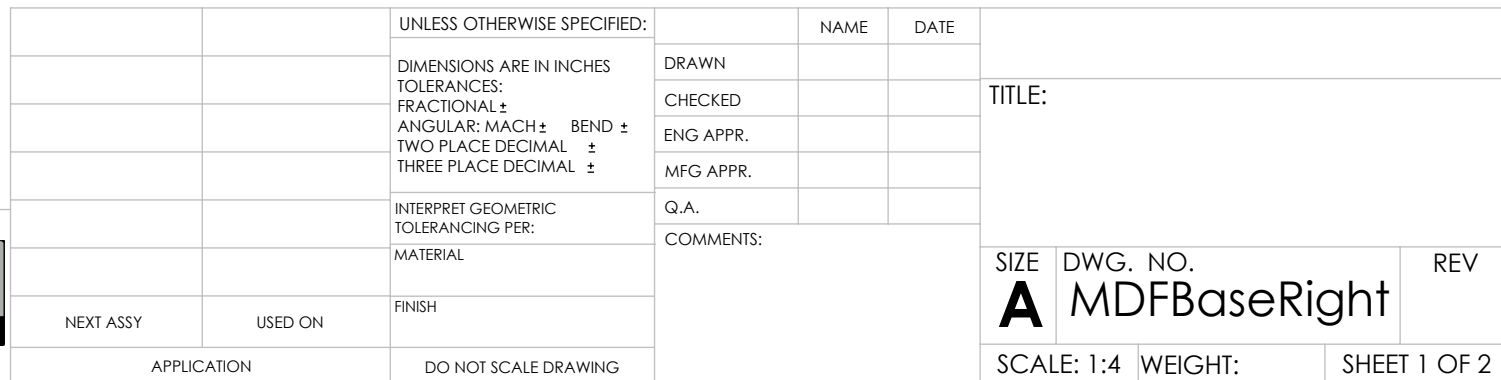 UNLESS OTHERWISE SPECIFIED:
DIMENSIONS ARE IN INCHES
TOLERANCES:
FRACTIONAL ±
ANGULAR: MACH ± BEND ±
TWO PLACE DECIMAL ±
THREE PLACE DECIMAL ±
INTERPRET GEOMETRIC
TOLERANCING PER:
MATERIAL
FINISH
NEXT ASSY USED ON
APPLICATION
DO NOT SCALE DRAWING
NAME DATE
DRAWN
CHECKED
ENG APPR.
MFG APPR.
Q.A.
COMMENTS:
TITLE:
SIZE DWG. NO. REV
A MDFBaseRight
SCALE: 1:4 WEIGHT: SHEET 1 OF 2